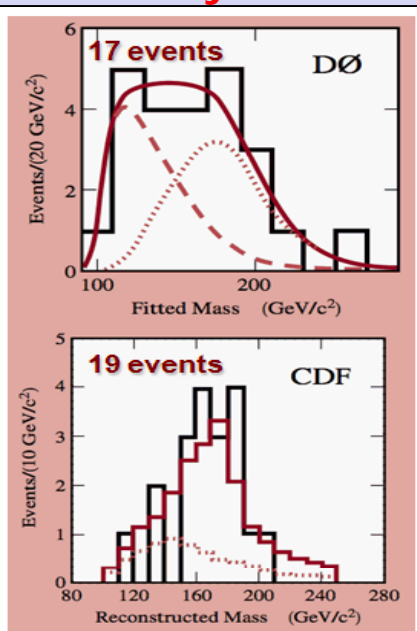 17 events
DØ
Events/(20 GeV/c²)
6
4
2
0
100
200
Fitted Mass (GeV/c²)
19 events
CDF
Events/(10 GeV/c²)
5
4
3
2
1
0
80
120
160
200
240
280
Reconstructed Mass (GeV/c²)